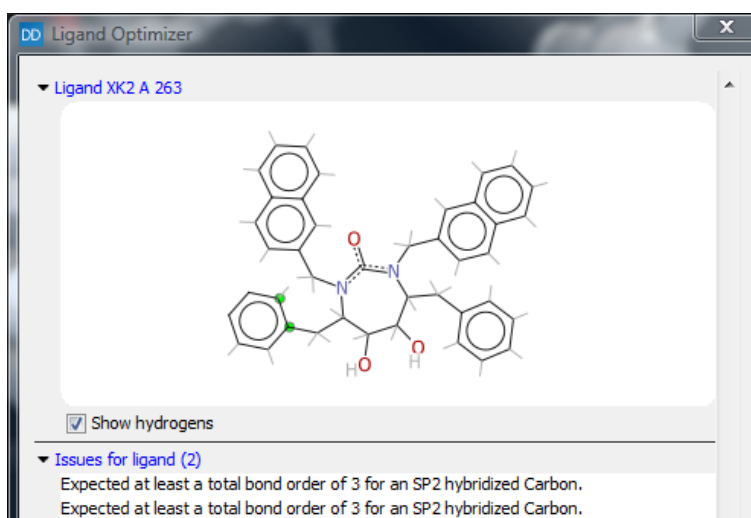 DD Ligand Optimizer
X
Ligand XK2 A 263
O
N
N
HO
O
H
Show hydrogens
Issues for ligand (2)
Expected at least a total bond order of 3 for an SP2 hybridized Carbon.
Expected at least a total bond order of 3 for an SP2 hybridized Carbon.